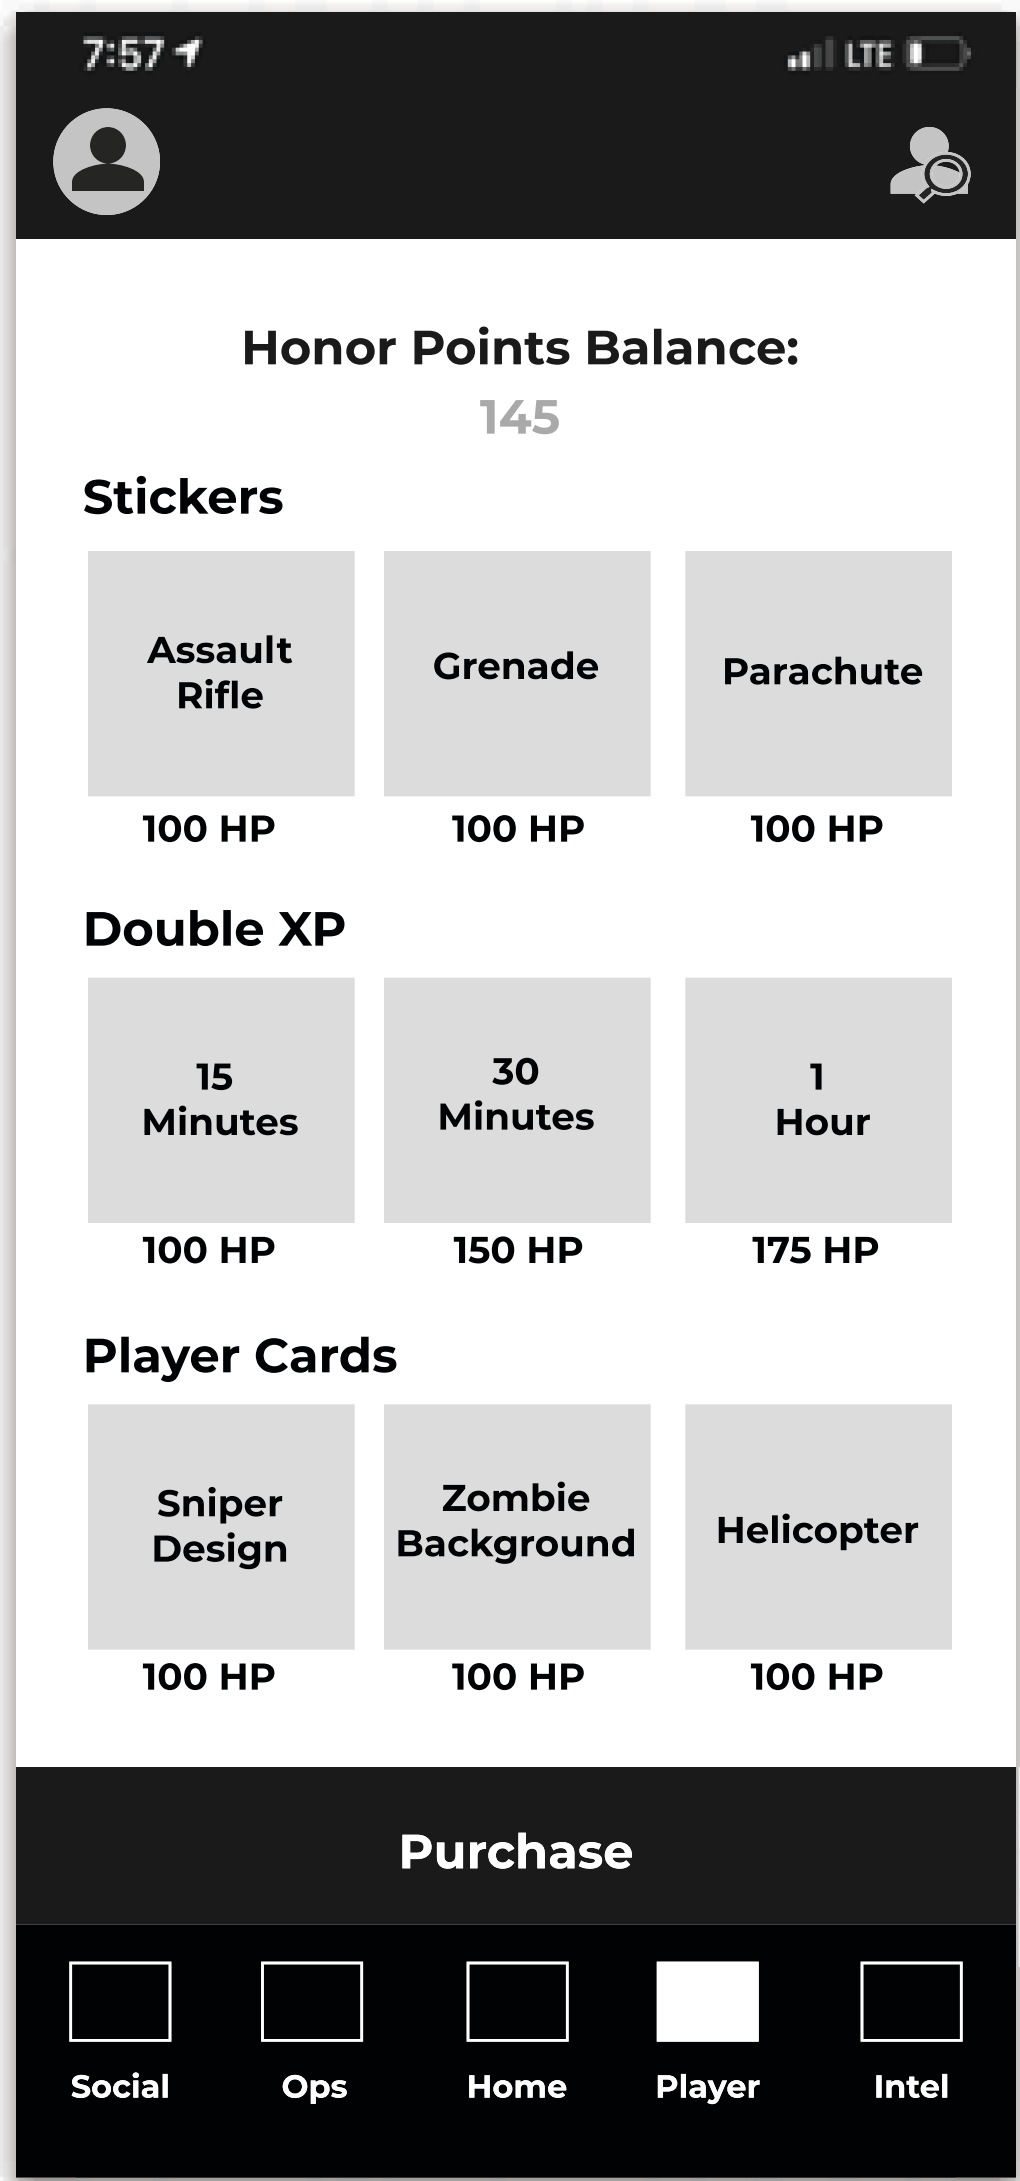 7:57 LTE
Honor Points Balance:
145
Stickers
Assault
Rifle
Grenade
Parachute
100 HP 100 HP 100 HP
Double XP
15
Minutes
30
Minutes
1
Hour
100 HP 150 HP 175 HP
Player Cards
Sniper
Design
Zombie
Background
Helicopter
100 HP 100 HP 100 HP
Purchase
Social Ops Home Player Intel